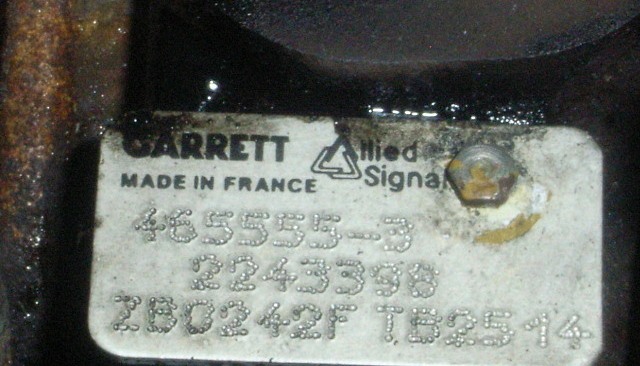 GARRETT Allied
MADE IN FRANCE Signal
465555-3
2243398
ZB0242F TB2514